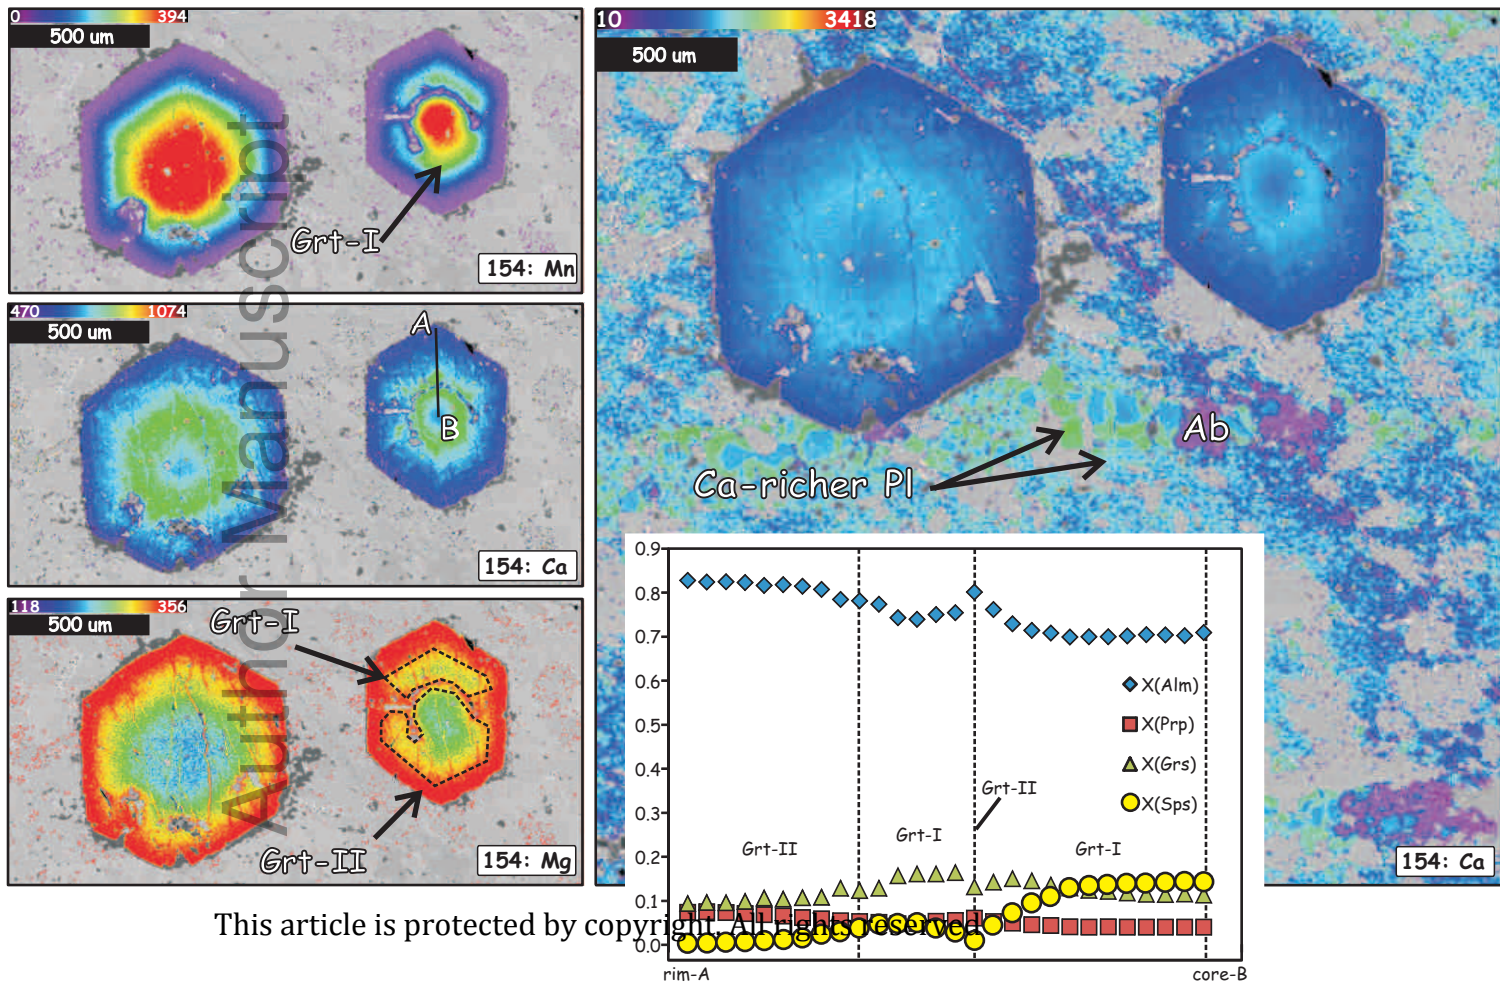 0 394
500 um
Grt-I
154: Mn
470 1074
500 um
A
B
154: Ca
118 356
500 um
Grt-I
Grt-II
154: Mg
10 3418
500 um
Ab
Ca-richer Pl
154: Ca
0.9
0.8
0.7
0.6
0.5
0.4
0.3
0.2
0.1
0.0
X(Alm)
X(Prp)
X(Grs)
X(Sps)
Grt-II
Grt-I
Grt-II
Grt-I
rim-A core-B
Author Manuscript
This article is protected by copyright. All rights reserved